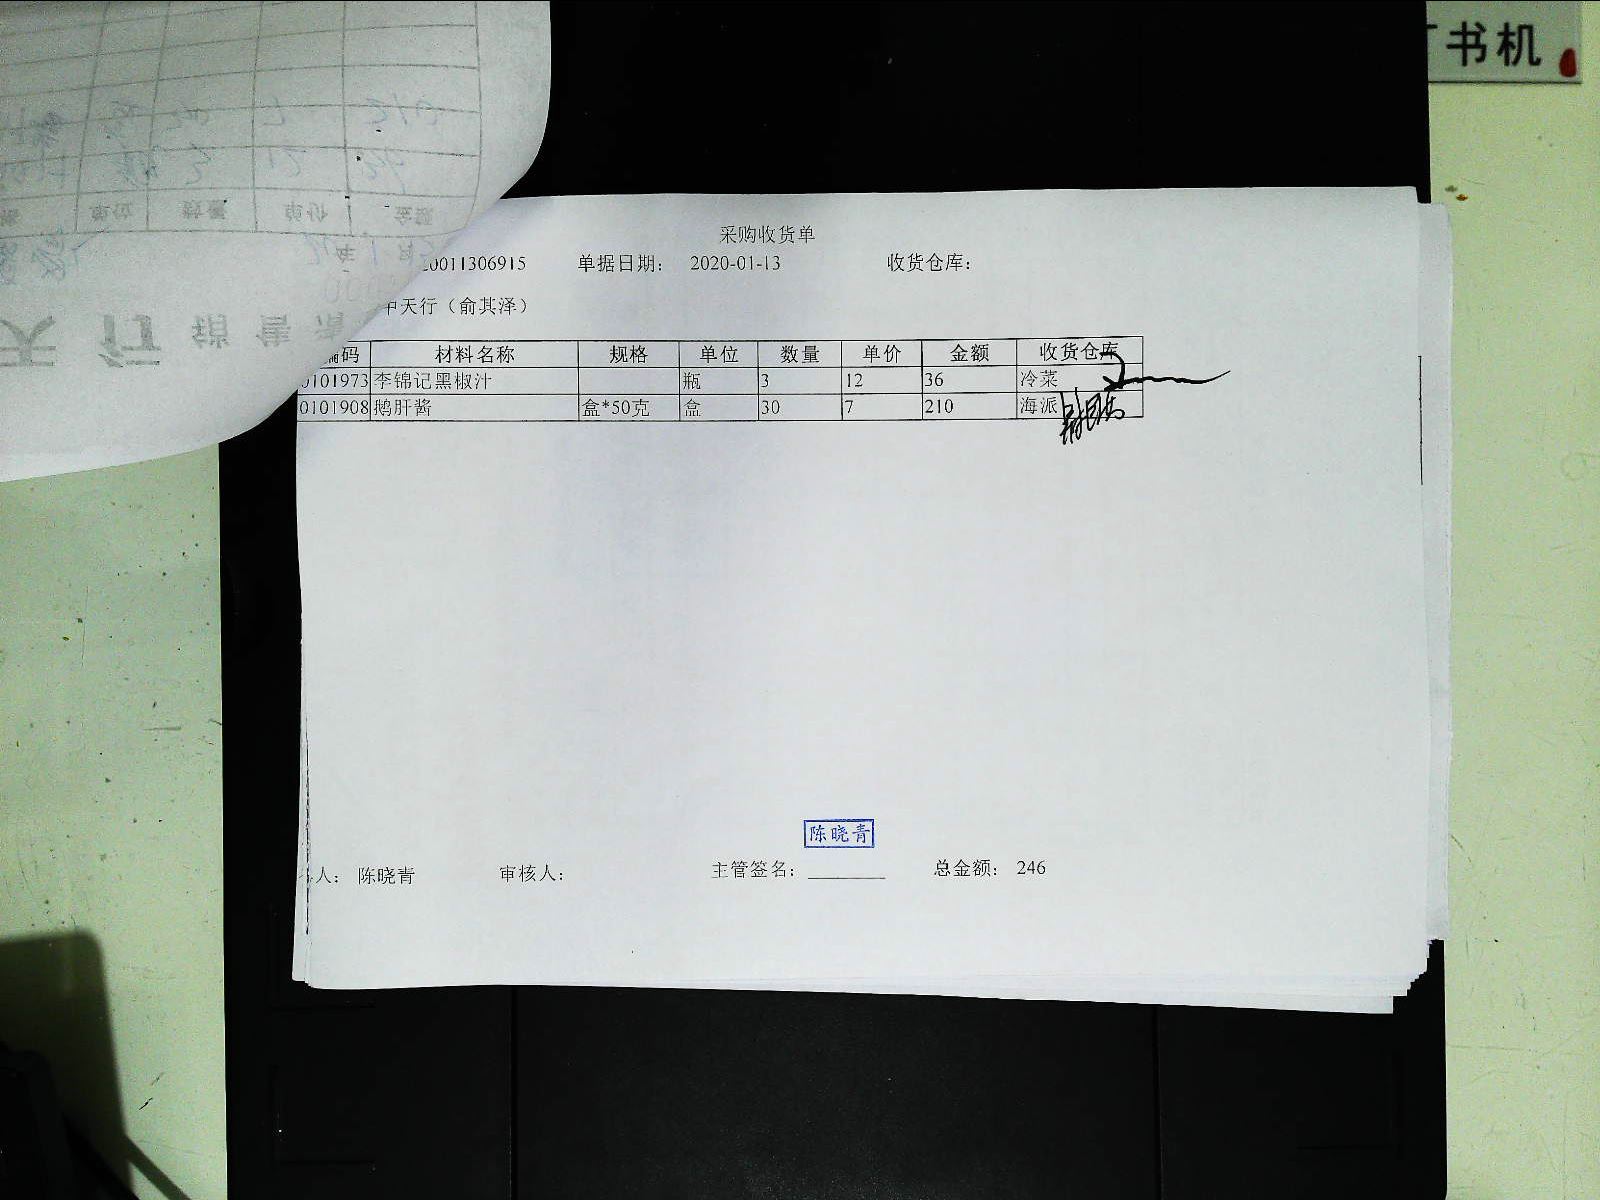 书机
采购收货单
20011306915 单据日期： 2020-01-13 收货仓库：
中天行（俞其泽）
编码 材料名称 规格 单位 数量 单价 金额 收货仓库
0101973 李锦记黑椒汁 瓶 3 12 36 冷菜
0101908 鹅肝酱 盒*50克 盒 30 7 210 海派
陈晓青
人： 陈晓青 审核人： 主管签名： 总金额： 246